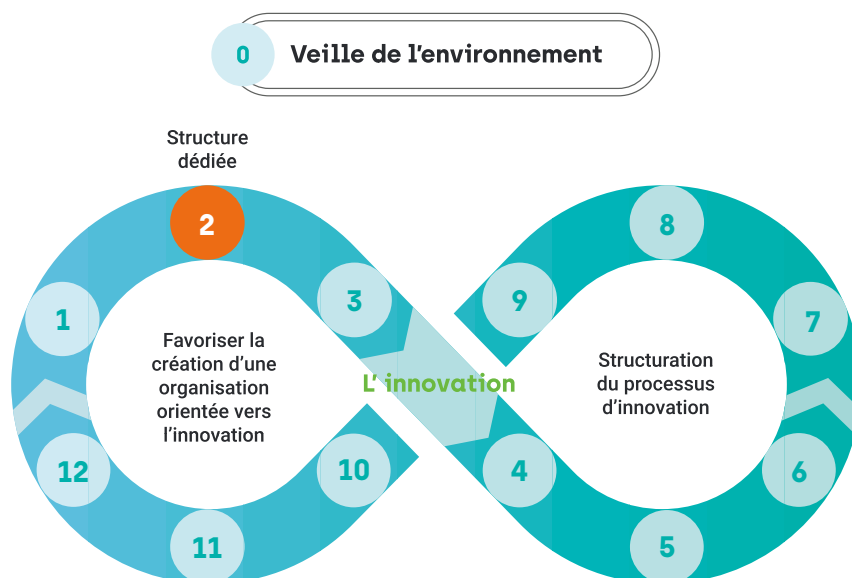 0 Veille de l'environnement
Structure
dédiée
2
8
1
3
9
7
Favoriser la
création d'une
organisation
orientée vers
l'innovation
L' innovation
Structuration
du processus
d'innovation
12
10
4
6
11
5